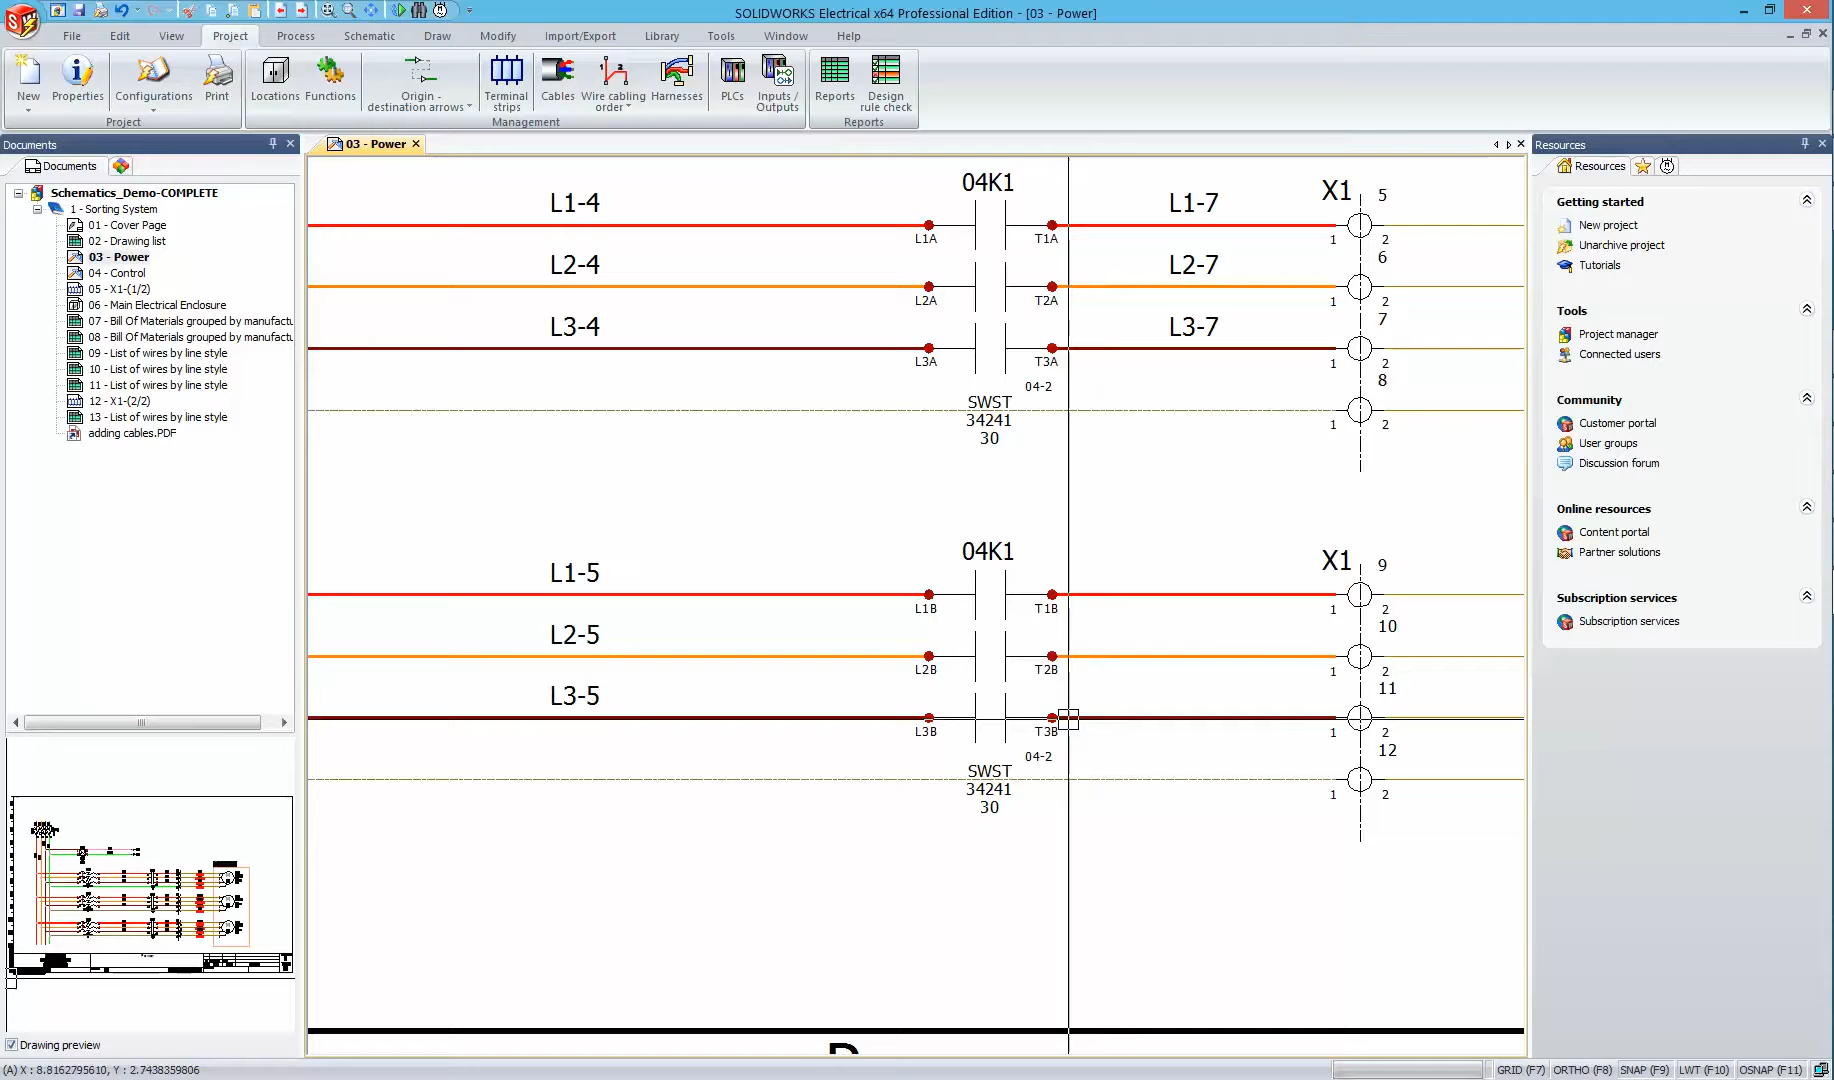 SOLIDWORKS Electrical x64 Professional Edition - [03 - Power]
File Edit View Project Process Schematic Draw Modify Import/Export Library Tools Window Help
New Properties Configurations Print Locations Functions Origin - destination arrows Terminal strips Cables Wire cabling order Harnesses PLCs Inputs / Outputs Reports Design rule check
Project Management Reports
Documents
Documents
Schematics_Demo-COMPLETE
1 - Sorting System
01 - Cover Page
02 - Drawing list
03 - Power
04 - Control
05 - X1-(1/2)
06 - Main Electrical Enclosure
07 - Bill Of Materials grouped by manufactu
08 - Bill Of Materials grouped by manufactu
09 - List of wires by line style
10 - List of wires by line style
11 - List of wires by line style
12 - X1-(2/2)
13 - List of wires by line style
adding cables.PDF
Drawing preview
03 - Power
L1-4 04K1 L1-7 X1 5
L1A T1A 1 2
L2-4 L2-7 6
L2A T2A 1 2
L3-4 L3-7 7
L3A T3A 1 2
04-2 8
SWST
34241
30
1 2
04K1 X1 9
L1-5
L1B T1B 1 2
L2-5 10
L2B T2B 1 2
L3-5 11
L3B T3B 1 2
04-2 12
SWST
34241
30
1 2
Resources
Resources
Getting started
New project
Unarchive project
Tutorials
Tools
Project manager
Connected users
Community
Customer portal
User groups
Discussion forum
Online resources
Content portal
Partner solutions
Subscription services
Subscription services
(A) X : 8.8162795610, Y : 2.7438359806
GRID (F7) ORTHO (F8) SNAP (F9) LWT (F10) OSNAP (F11)